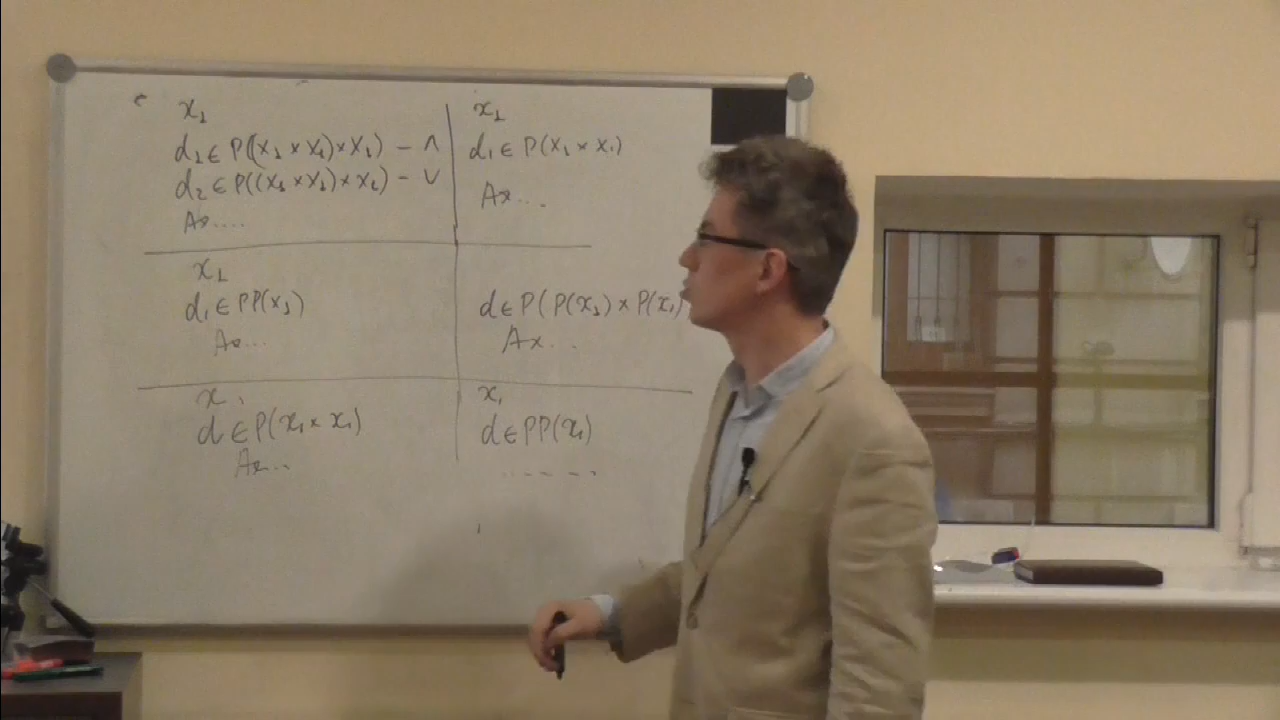 x₁
d₁ ∈ P((x₁ × x₁) × x₁) – ∧
d₂ ∈ P((x₁ × x₁) × x₁) – ∨
Ax....
x₁
d₁ ∈ P(x₁ × x₁)
Ax...
x₁
d₁ ∈ PP(x₁)
Ax...
d ∈ P(P(x₁) × P(x₁)
Ax...
x₁
d ∈ P(x₁ × x₁)
Ax...
x₁
d ∈ PP(x₁)
......